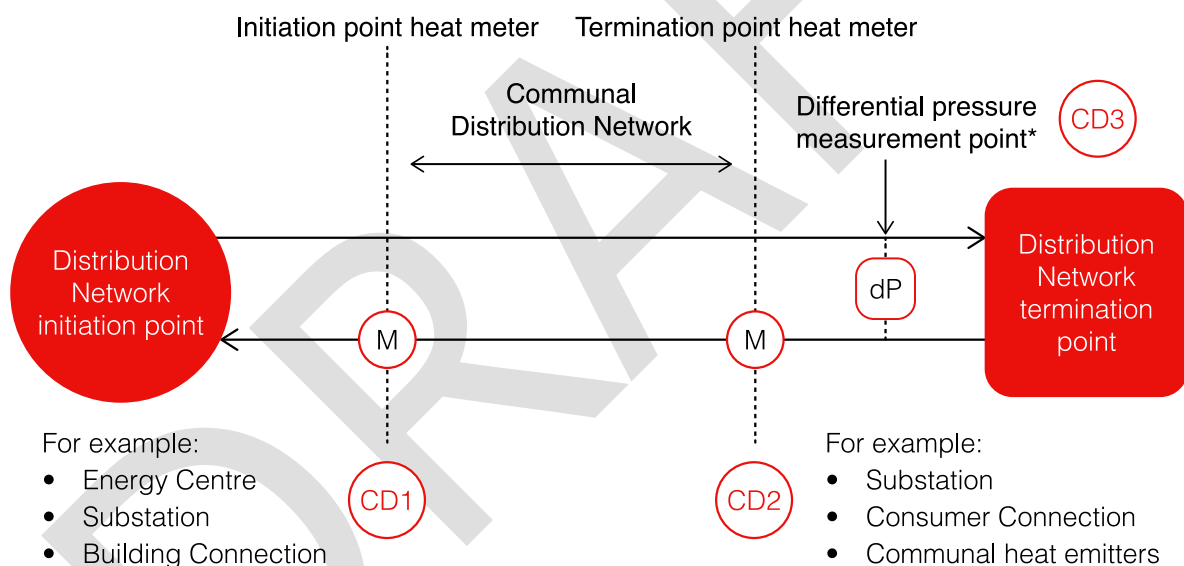 Initiation point heat meter
Termination point heat meter
Communal
Distribution Network
Differential pressure
measurement point*
CD3
Distribution
Network
initiation point
dP
Distribution
Network
termination
point
M
M
For example:
• Energy Centre
• Substation
• Building Connection
CD1
CD2
For example:
• Substation
• Consumer Connection
• Communal heat emitters
DRAF